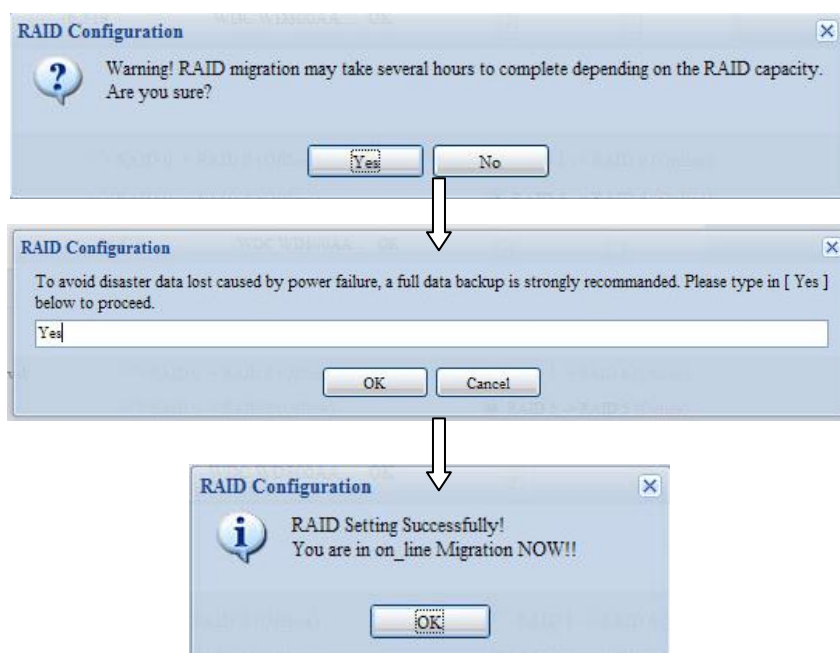 RAID Configuration
Warning! RAID migration may take several hours to complete depending on the RAID capacity.
Are you sure?
Yes
No
RAID Configuration
To avoid disaster data lost caused by power failure, a full data backup is strongly recommanded. Please type in [ Yes ]
below to proceed.
Yes
OK
Cancel
RAID Configuration
RAID Setting Successfully!
You are in on_line Migration NOW!!
OK